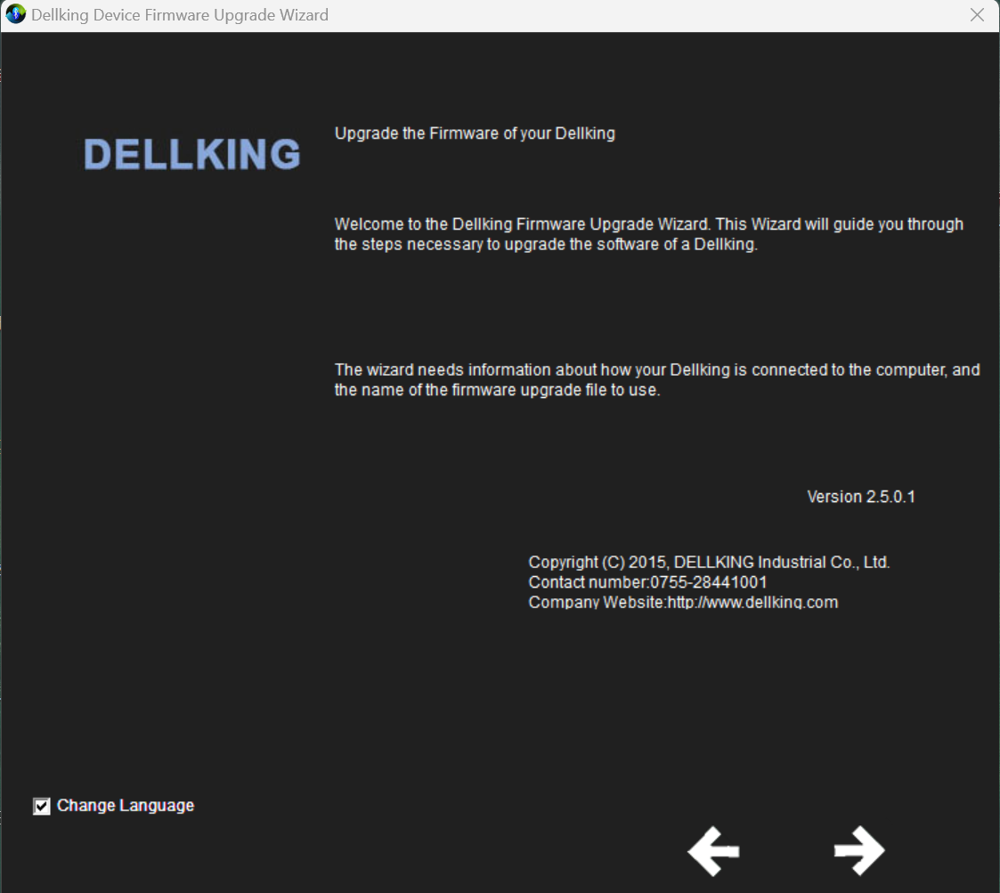 Dellking Device Firmware Upgrade Wizard
DELLKING
Upgrade the Firmware of your Dellking
Welcome to the Dellking Firmware Upgrade Wizard. This Wizard will guide you through
the steps necessary to upgrade the software of a Dellking.
The wizard needs information about how your Dellking is connected to the computer, and
the name of the firmware upgrade file to use.
Version 2.5.0.1
Copyright (C) 2015, DELLKING Industrial Co., Ltd.
Contact number:0755-28441001
Company Website:http://www.dellking.com
Change Language